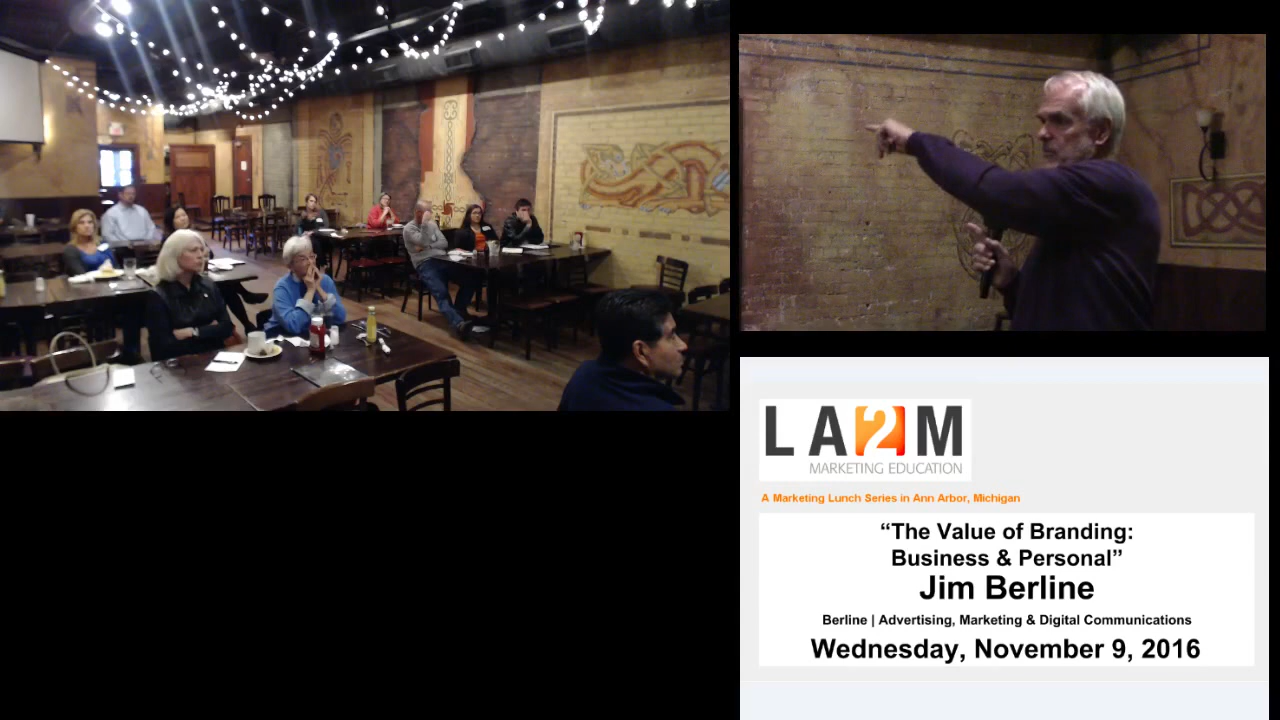 LA2M
MARKETING EDUCATION
A Marketing Lunch Series in Ann Arbor, Michigan
“The Value of Branding:
Business & Personal”
Jim Berline
Berline | Advertising, Marketing & Digital Communications
Wednesday, November 9, 2016